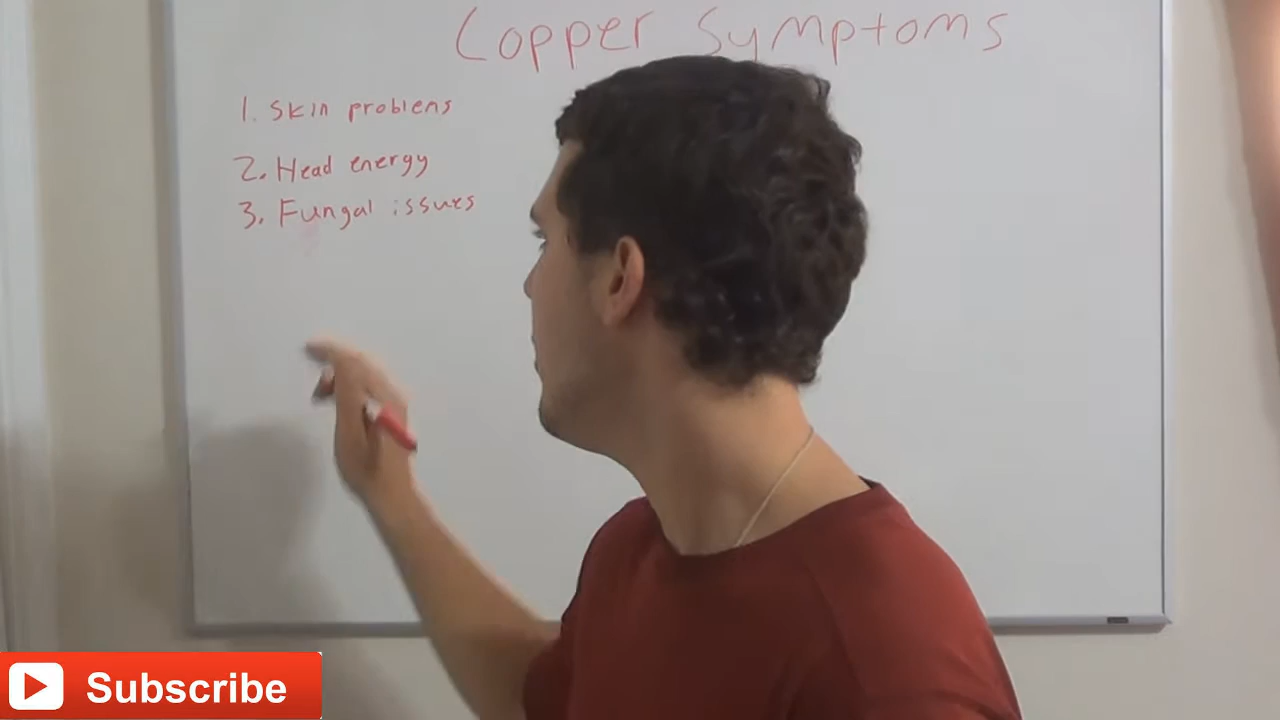 Copper Symptoms
1. Skin problems
2. Head energy
3. Fungal issues
Subscribe